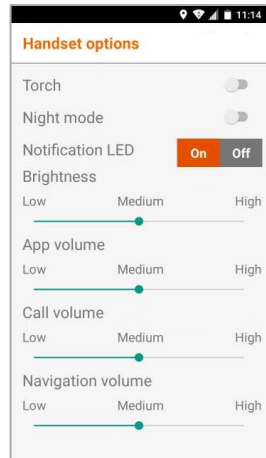 11:14
Handset options
Torch
Night mode
Notification LED On Off
Brightness
Low Medium High
App volume
Low Medium High
Call volume
Low Medium High
Navigation volume
Low Medium High